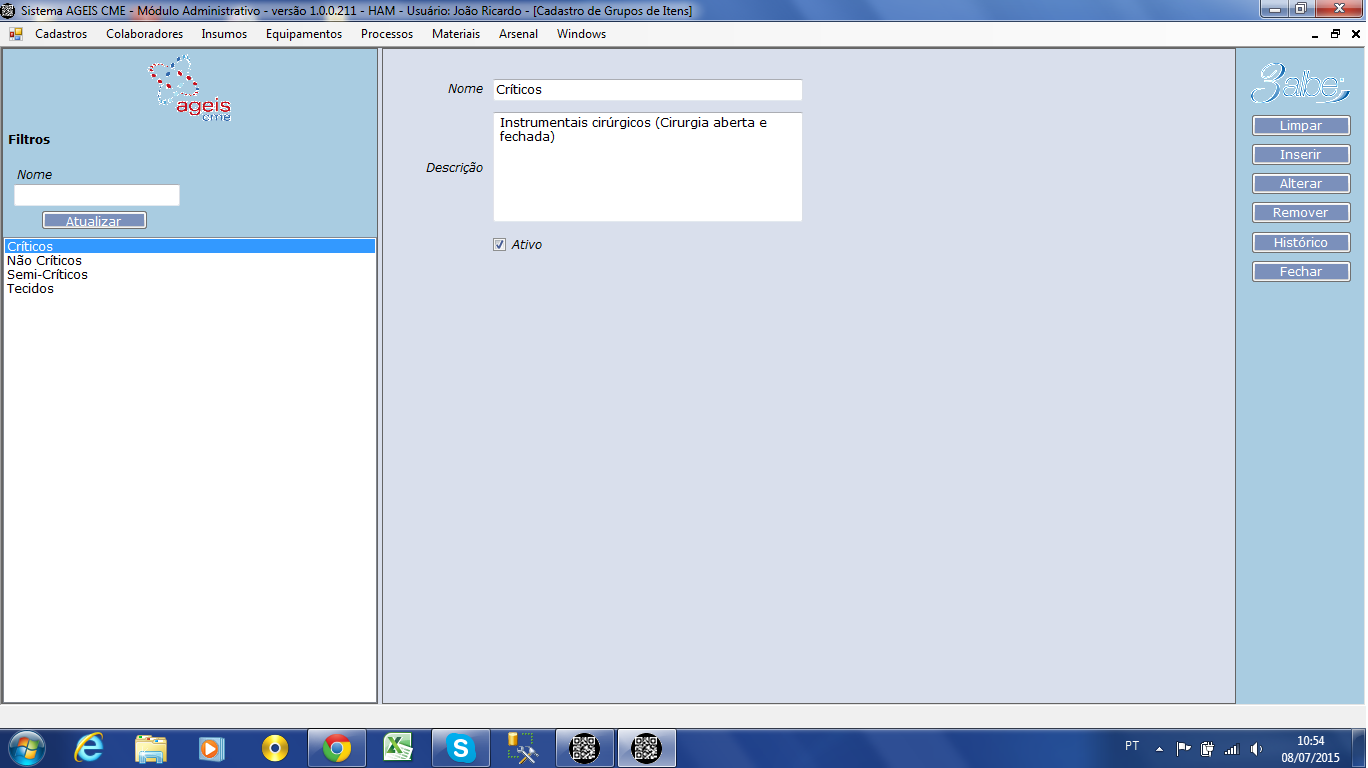 Sistema AGEIS CME - Módulo Administrativo - versão 1.0.0.211 - HAM - Usuário: João Ricardo - [Cadastro de Grupos de Itens]
Cadastros Colaboradores Insumos Equipamentos Processos Materiais Arsenal Windows
ageis
cme
Filtros
Nome
Atualizar
Críticos
Não Críticos
Semi-Críticos
Tecidos
Nome Críticos
Descrição
Instrumentais cirúrgicos (Cirurgia aberta e
fechada)
Ativo
3albe
Limpar
Inserir
Alterar
Remover
Histórico
Fechar
PT
10:54
08/07/2015